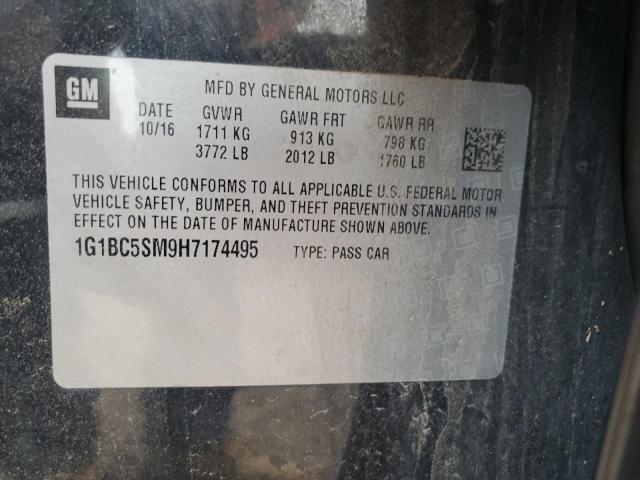 GM
MFD BY GENERAL MOTORS LLC
DATE GVWR GAWR FRT GAWR RR
10/16 1711 KG 913 KG 798 KG
3772 LB 2012 LB 1760 LB
THIS VEHICLE CONFORMS TO ALL APPLICABLE U.S. FEDERAL MOTOR
VEHICLE SAFETY, BUMPER, AND THEFT PREVENTION STANDARDS IN
EFFECT ON THE DATE OF MANUFACTURE SHOWN ABOVE.
1G1BC5SM9H7174495 TYPE: PASS CAR